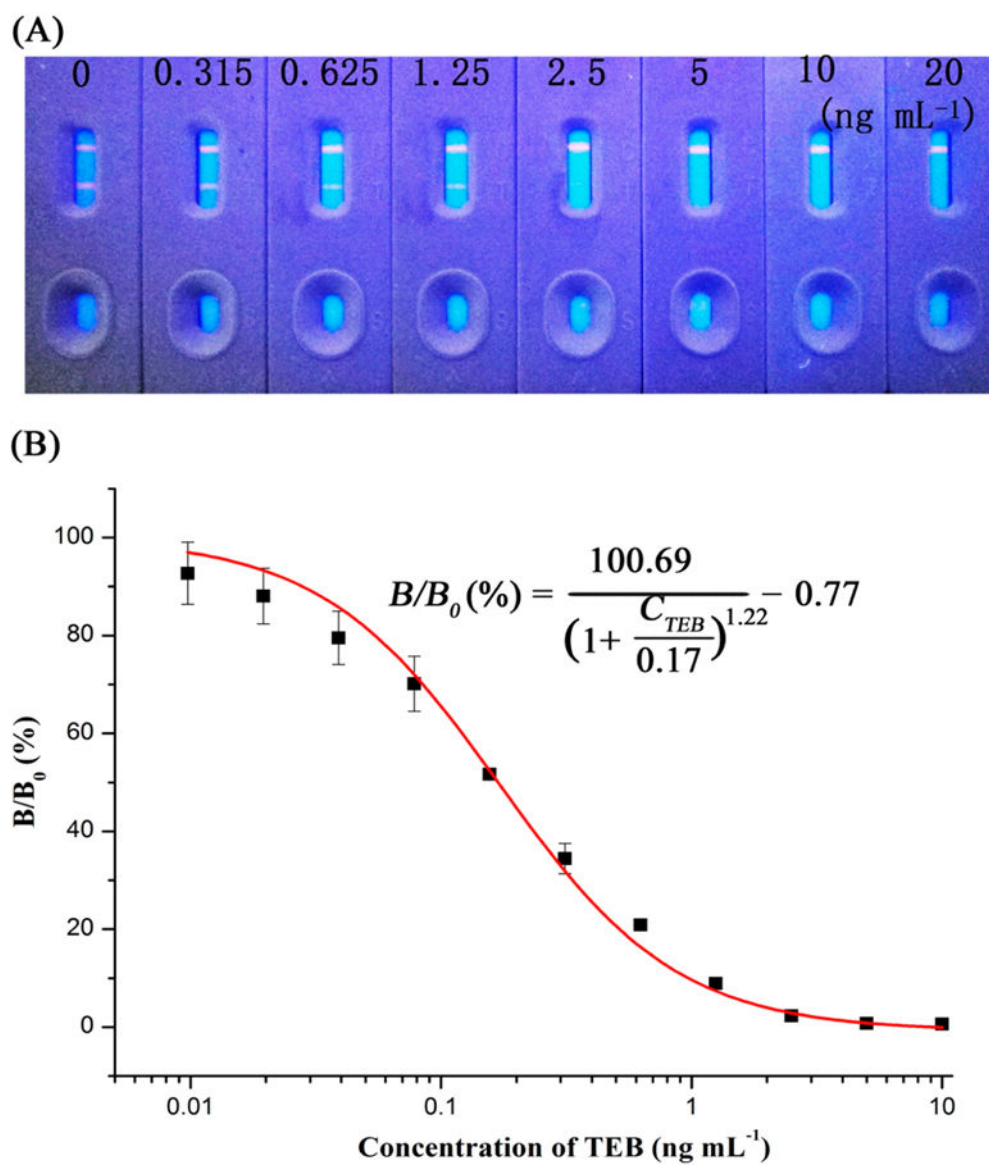 (A)
0 0.315 0.625 1.25 2.5 5 10 20
(ng mL⁻¹)
T T
S
(B)
B/B₀(%) = 100.69 / (1+ C_TEB/0.17)^1.22 − 0.77
B/B₀ (%)
100
80
60
40
20
0
0.01 0.1 1 10
Concentration of TEB (ng mL⁻¹)